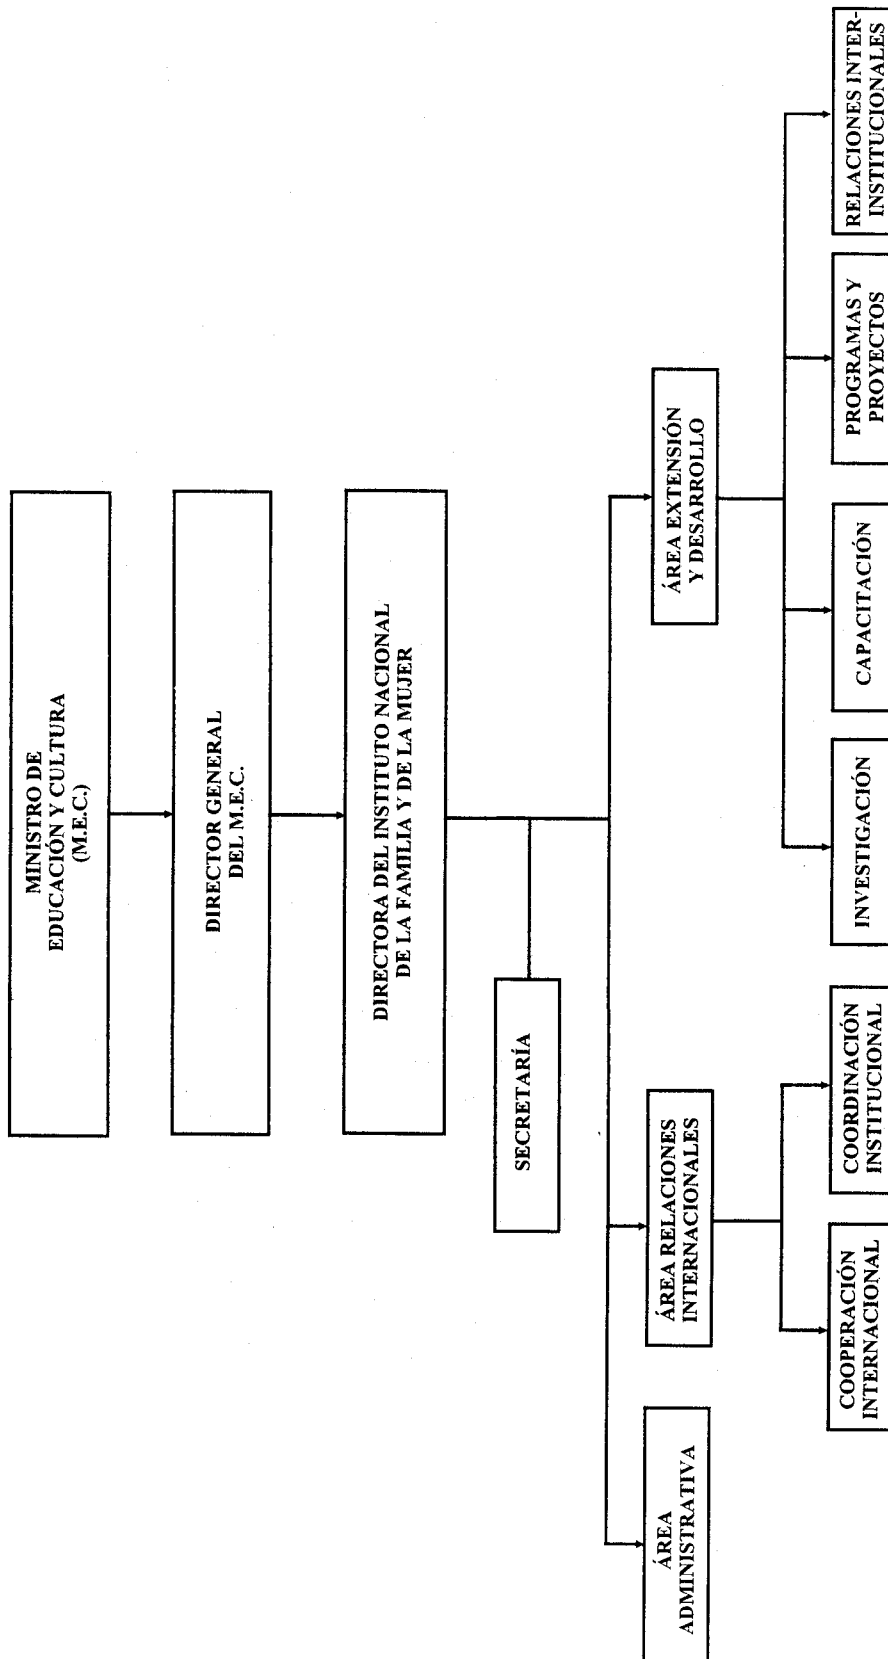 MINISTRO DE
EDUCACIÓN Y CULTURA
(M.E.C.)
DIRECTOR GENERAL
DEL M.E.C.
DIRECTORA DEL INSTITUTO NACIONAL
DE LA FAMILIA Y DE LA MUJER
SECRETARÍA
ÁREA
ADMINISTRATIVA
ÁREA RELACIONES
INTERNACIONALES
ÁREA EXTENSIÓN
Y DESARROLLO
COOPERACIÓN
INTERNACIONAL
COORDINACIÓN
INSTITUCIONAL
INVESTIGACIÓN
CAPACITACIÓN
PROGRAMAS Y
PROYECTOS
RELACIONES INTER-
INSTITUCIONALES